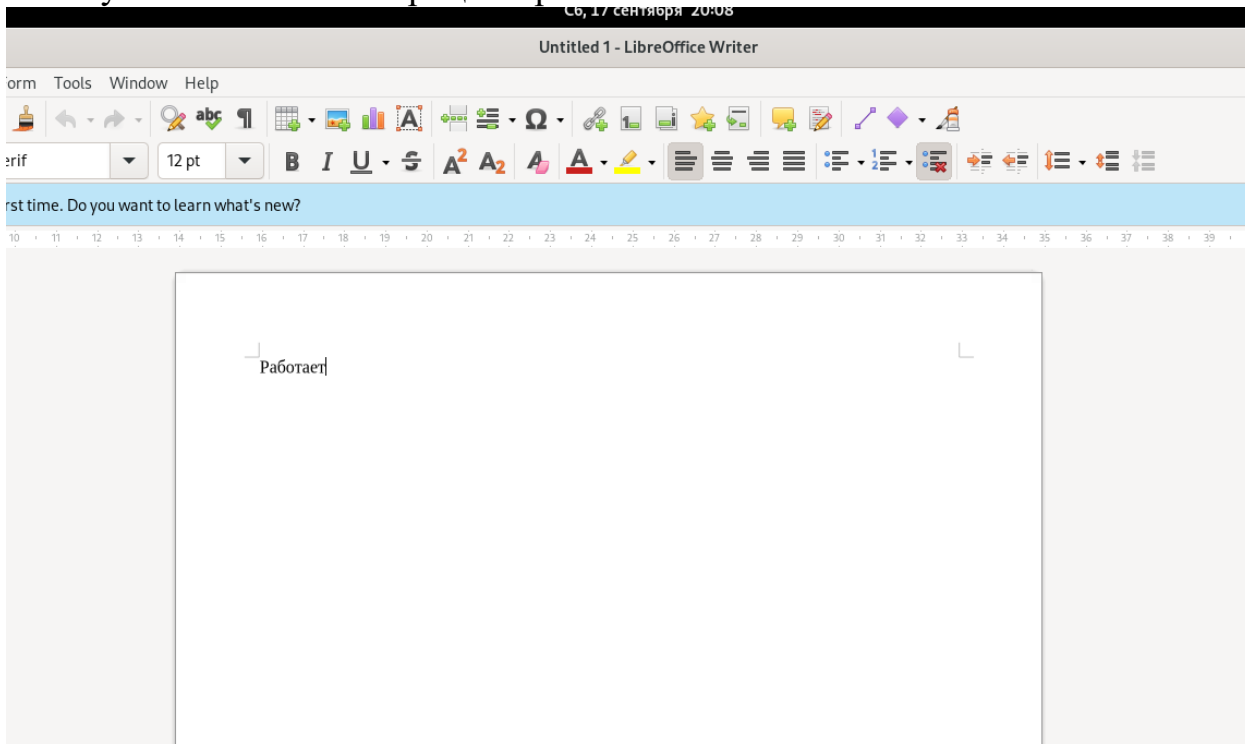 Сб, 17 сентября 20:08
Untitled 1 - LibreOffice Writer
orm Tools Window Help
erif 12 pt
rst time. Do you want to learn what's new?
10 11 12 13 14 15 16 17 18 19 20 21 22 23 24 25 26 27 28 29 30 31 32 33 34 35 36 37 38 39
Работает